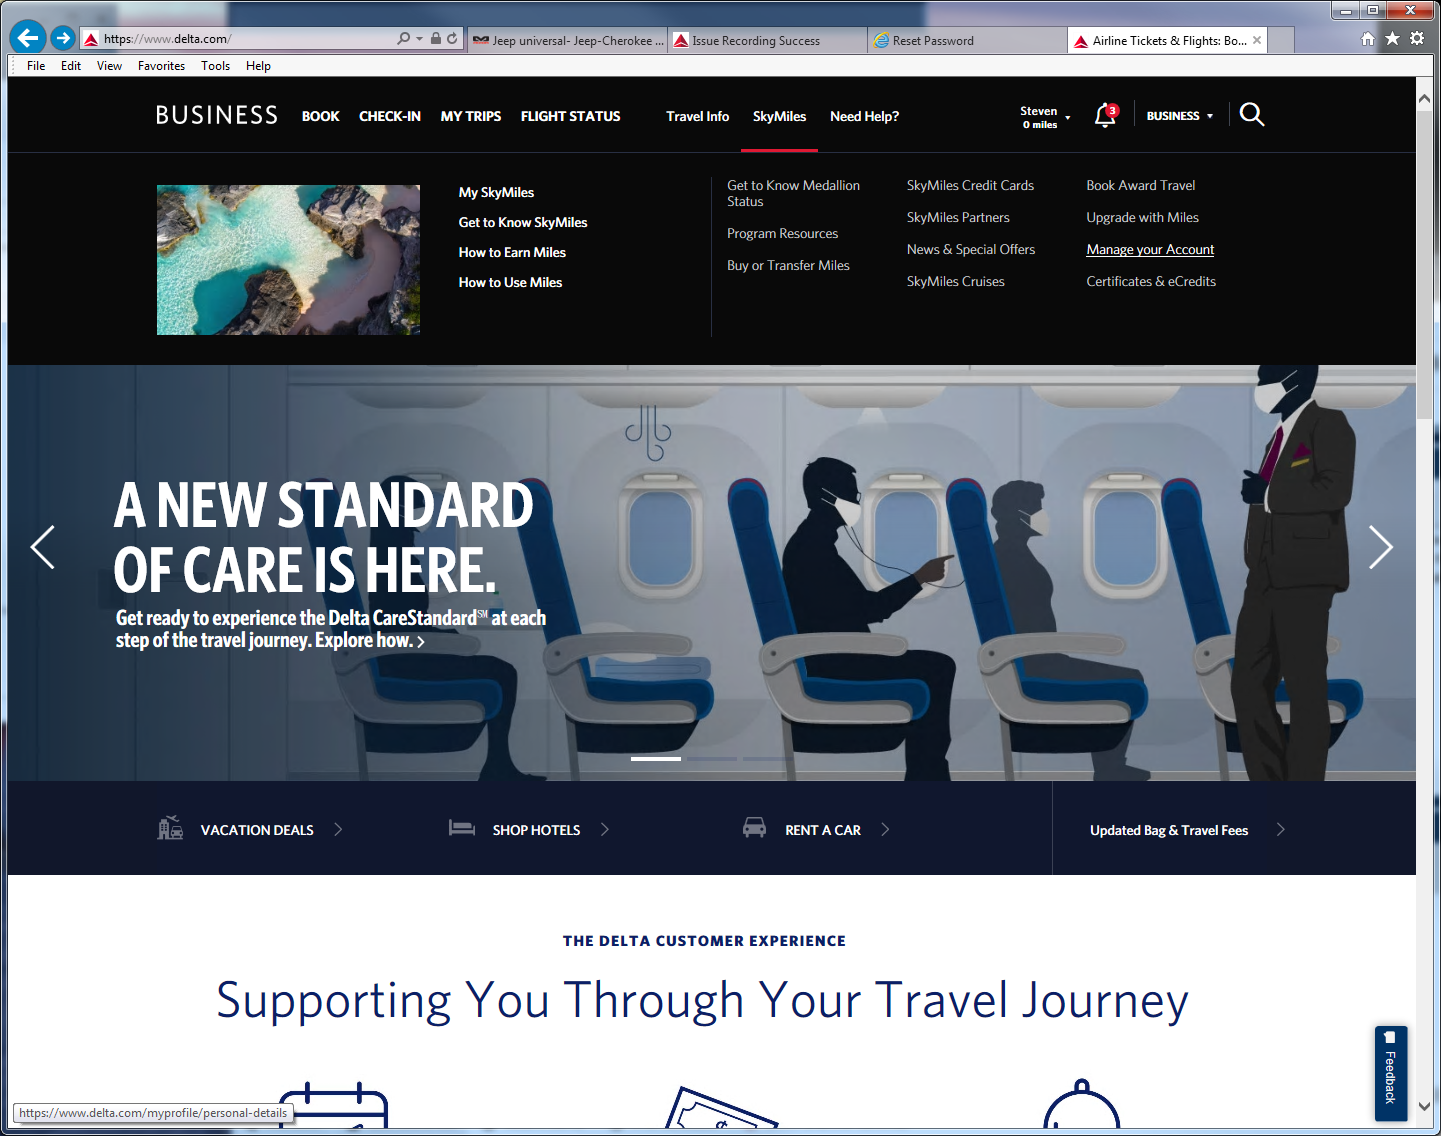 https://www.delta.com/
Jeep universal- Jeep-Cherokee ...
Issue Recording Success
Reset Password
Airline Tickets & Flights: Bo...
File Edit View Favorites Tools Help
BUSINESS BOOK CHECK-IN MY TRIPS FLIGHT STATUS Travel Info SkyMiles Need Help?
Steven
0 miles
3
BUSINESS
My SkyMiles
Get to Know SkyMiles
How to Earn Miles
How to Use Miles
Get to Know Medallion
Status
Program Resources
Buy or Transfer Miles
SkyMiles Credit Cards
SkyMiles Partners
News & Special Offers
SkyMiles Cruises
Book Award Travel
Upgrade with Miles
Manage your Account
Certificates & eCredits
A NEW STANDARD
OF CARE IS HERE.
Get ready to experience the Delta CareStandard℠ at each
step of the travel journey. Explore how. >
VACATION DEALS
SHOP HOTELS
RENT A CAR
Updated Bag & Travel Fees
THE DELTA CUSTOMER EXPERIENCE
Supporting You Through Your Travel Journey
Feedback
https://www.delta.com/myprofile/personal-details